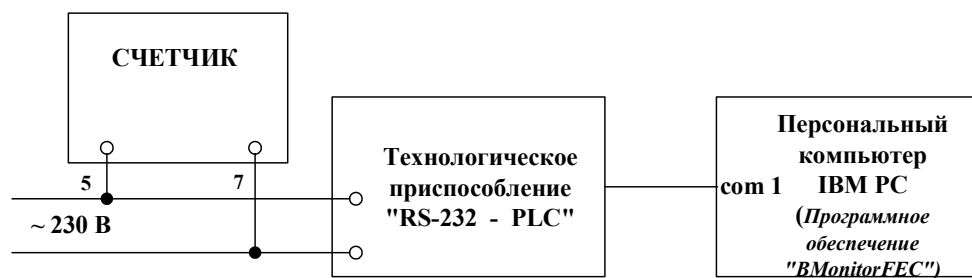 СЧЕТЧИК
5
7
~ 230 В
Технологическое
приспособление
"RS-232 - PLC"
com 1
Персональный
компьютер
IBM PC
(Программное
обеспечение
"BMonitorFEC")